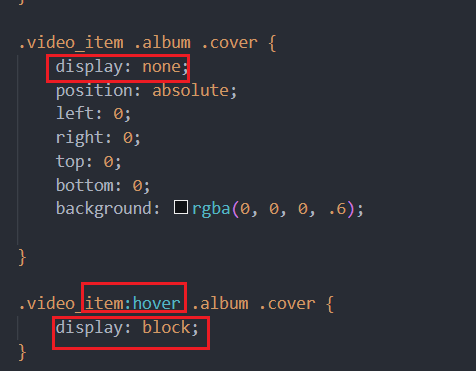 }
.video_item .album .cover {
display: none;
position: absolute;
left: 0;
right: 0;
top: 0;
bottom: 0;
background: rgba(0, 0, 0, .6);
}
.video_item:hover .album .cover {
display: block;
}